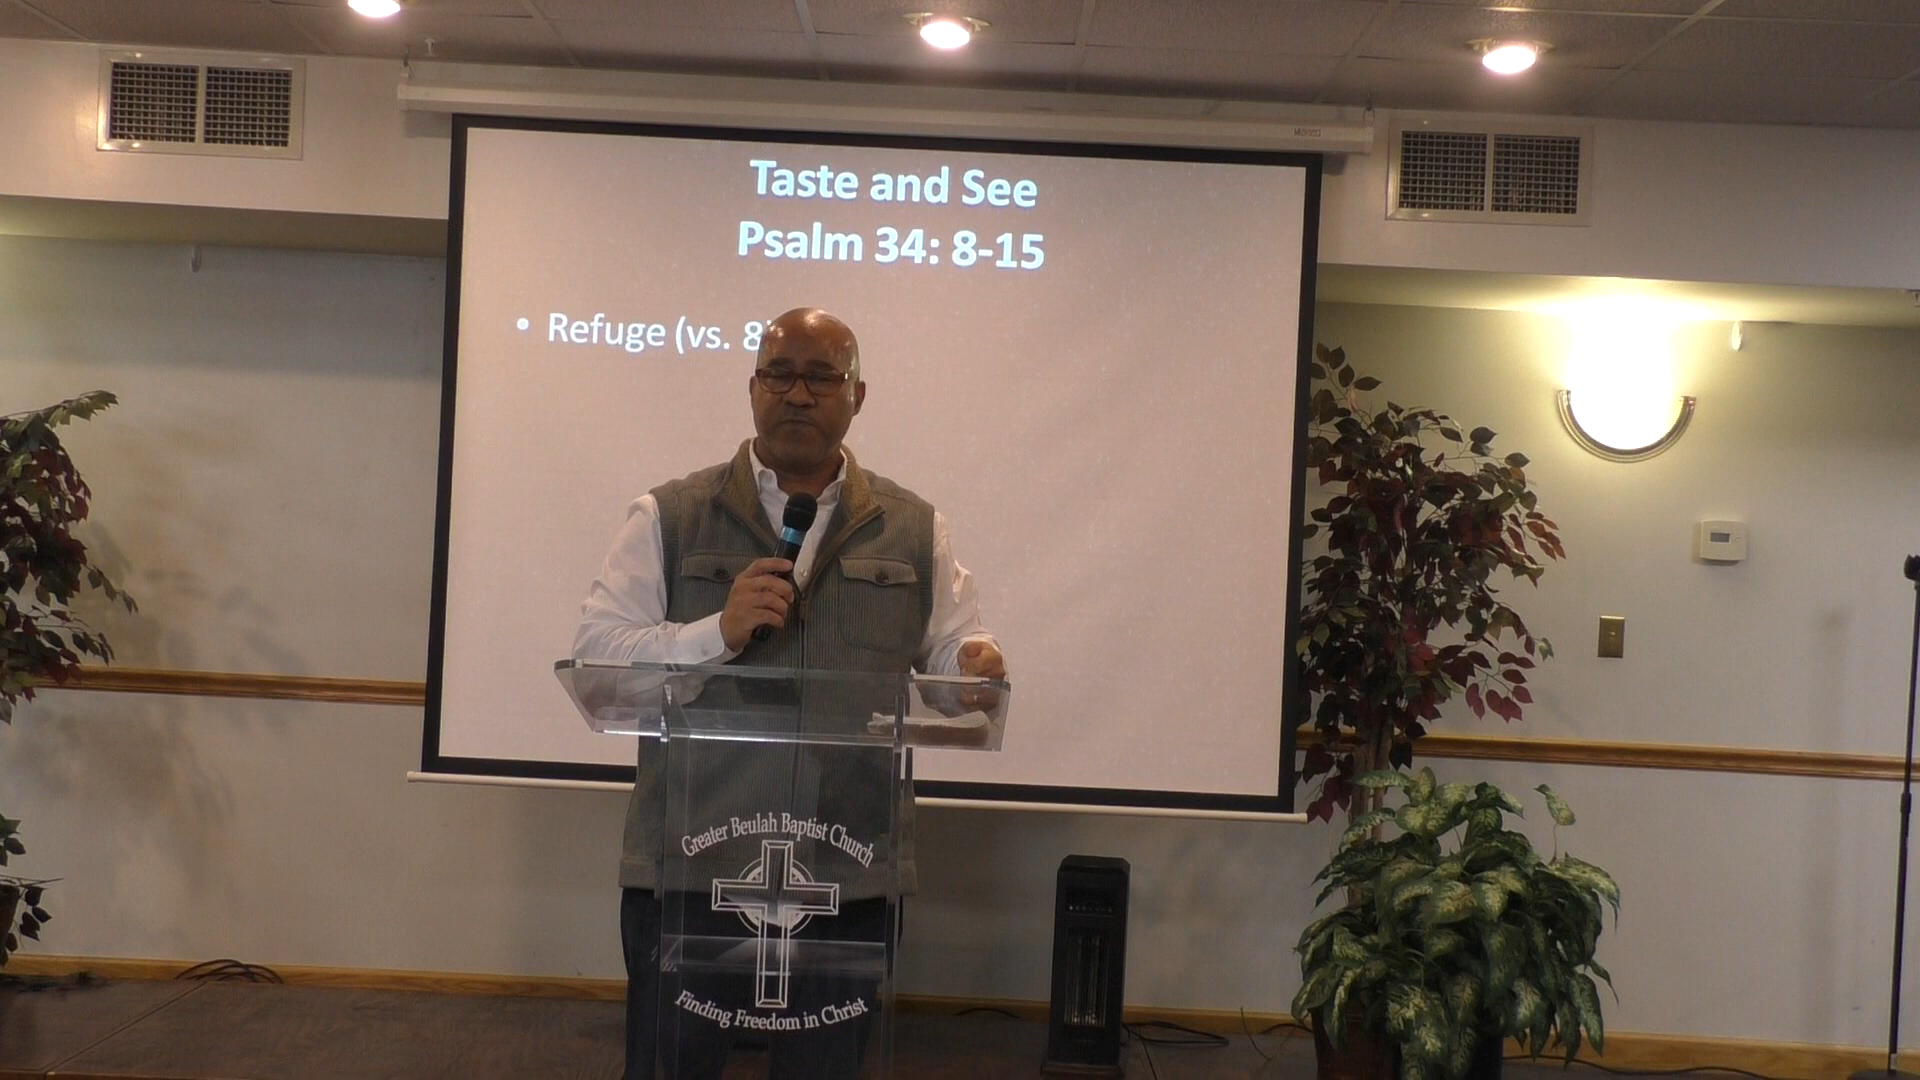 Taste and See
Psalm 34: 8-15
• Refuge (vs. 8)
Greater Beulah Baptist Church
Finding Freedom in Christ